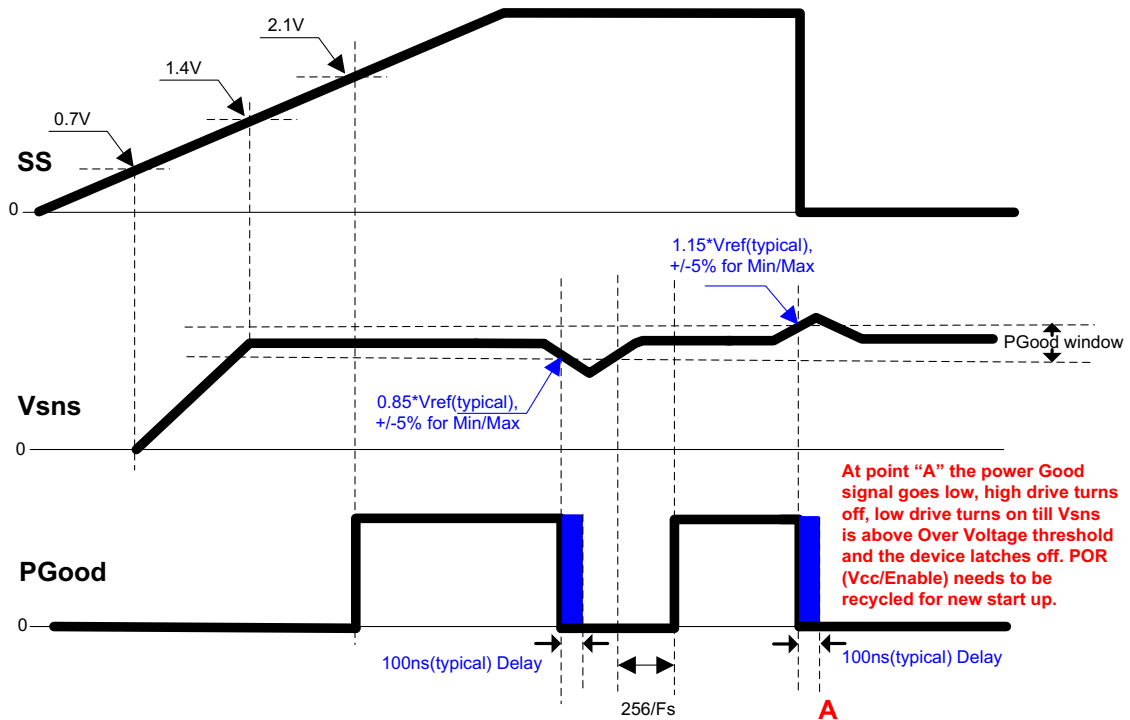 2.1V
1.4V
0.7V
SS
0
1.15*Vref(typical),
+/-5% for Min/Max
PGood window
0.85*Vref(typical),
+/-5% for Min/Max
Vsns
0
At point “A” the power Good
signal goes low, high drive turns
off, low drive turns on till Vsns
is above Over Voltage threshold
and the device latches off. POR
(Vcc/Enable) needs to be
recycled for new start up.
PGood
0
100ns(typical) Delay
100ns(typical) Delay
256/Fs
A